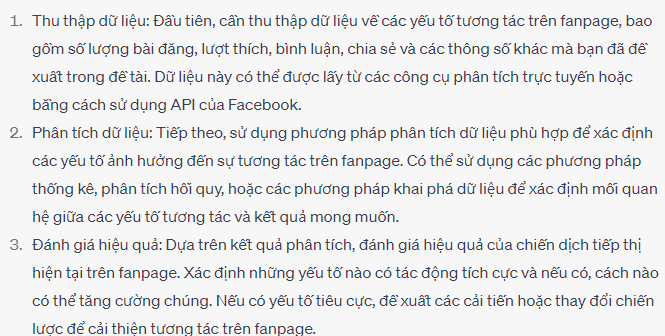 1. Thu thập dữ liệu: Đầu tiên, cần thu thập dữ liệu về các yếu tố tương tác trên fanpage, bao
gồm số lượng bài đăng, lượt thích, bình luận, chia sẻ và các thông số khác mà bạn đã đề
xuất trong đề tài. Dữ liệu này có thể được lấy từ các công cụ phân tích trực tuyến hoặc
bằng cách sử dụng API của Facebook.
2. Phân tích dữ liệu: Tiếp theo, sử dụng phương pháp phân tích dữ liệu phù hợp để xác định
các yếu tố ảnh hưởng đến sự tương tác trên fanpage. Có thể sử dụng các phương pháp
thống kê, phân tích hồi quy, hoặc các phương pháp khai phá dữ liệu để xác định mối quan
hệ giữa các yếu tố tương tác và kết quả mong muốn.
3. Đánh giá hiệu quả: Dựa trên kết quả phân tích, đánh giá hiệu quả của chiến dịch tiếp thị
hiện tại trên fanpage. Xác định những yếu tố nào có tác động tích cực và nếu có, cách nào
có thể tăng cường chúng. Nếu có yếu tố tiêu cực, đề xuất các cải tiến hoặc thay đổi chiến
lược để cải thiện tương tác trên fanpage.